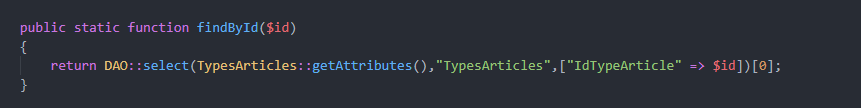 public static function findById($id)
{
    return DAO::select(TypesArticles::getAttributes(),"TypesArticles",["IdTypeArticle" => $id])[0];
}